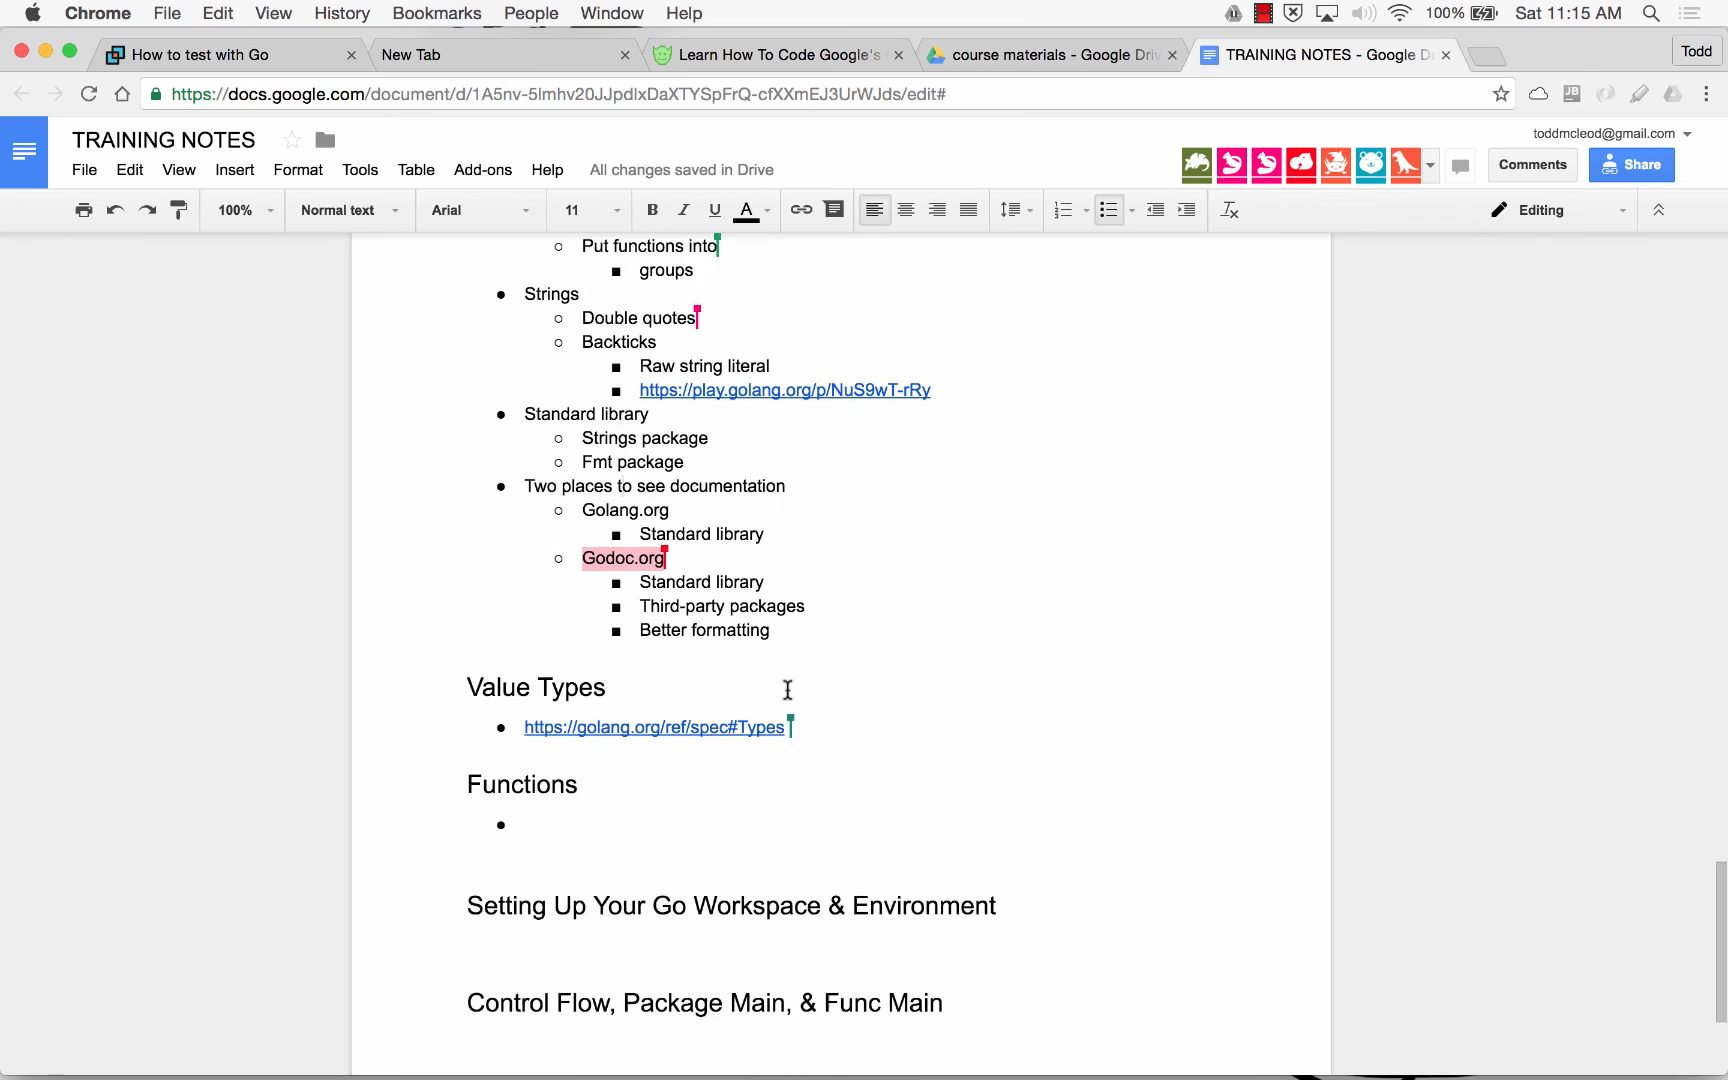 Chrome File Edit View History Bookmarks People Window Help 100% Sat 11:15 AM
How to test with Go New Tab Learn How To Code Google's course materials - Google Driv TRAINING NOTES - Google Do Todd
https://docs.google.com/document/d/1A5nv-5lmhv20JJpdlxDaXTYSpFrQ-cfXXmEJ3UrWJds/edit# JB
TRAINING NOTES toddmcleod@gmail.com
File Edit View Insert Format Tools Table Add-ons Help All changes saved in Drive Comments Share
100% Normal text Arial 11 B I U A Editing
Put functions into
groups
Strings
Double quotes
Backticks
Raw string literal
https://play.golang.org/p/NuS9wT-rRy
Standard library
Strings package
Fmt package
Two places to see documentation
Golang.org
Standard library
Godoc.org
Standard library
Third-party packages
Better formatting
Value Types
https://golang.org/ref/spec#Types
Functions
Setting Up Your Go Workspace & Environment
Control Flow, Package Main, & Func Main